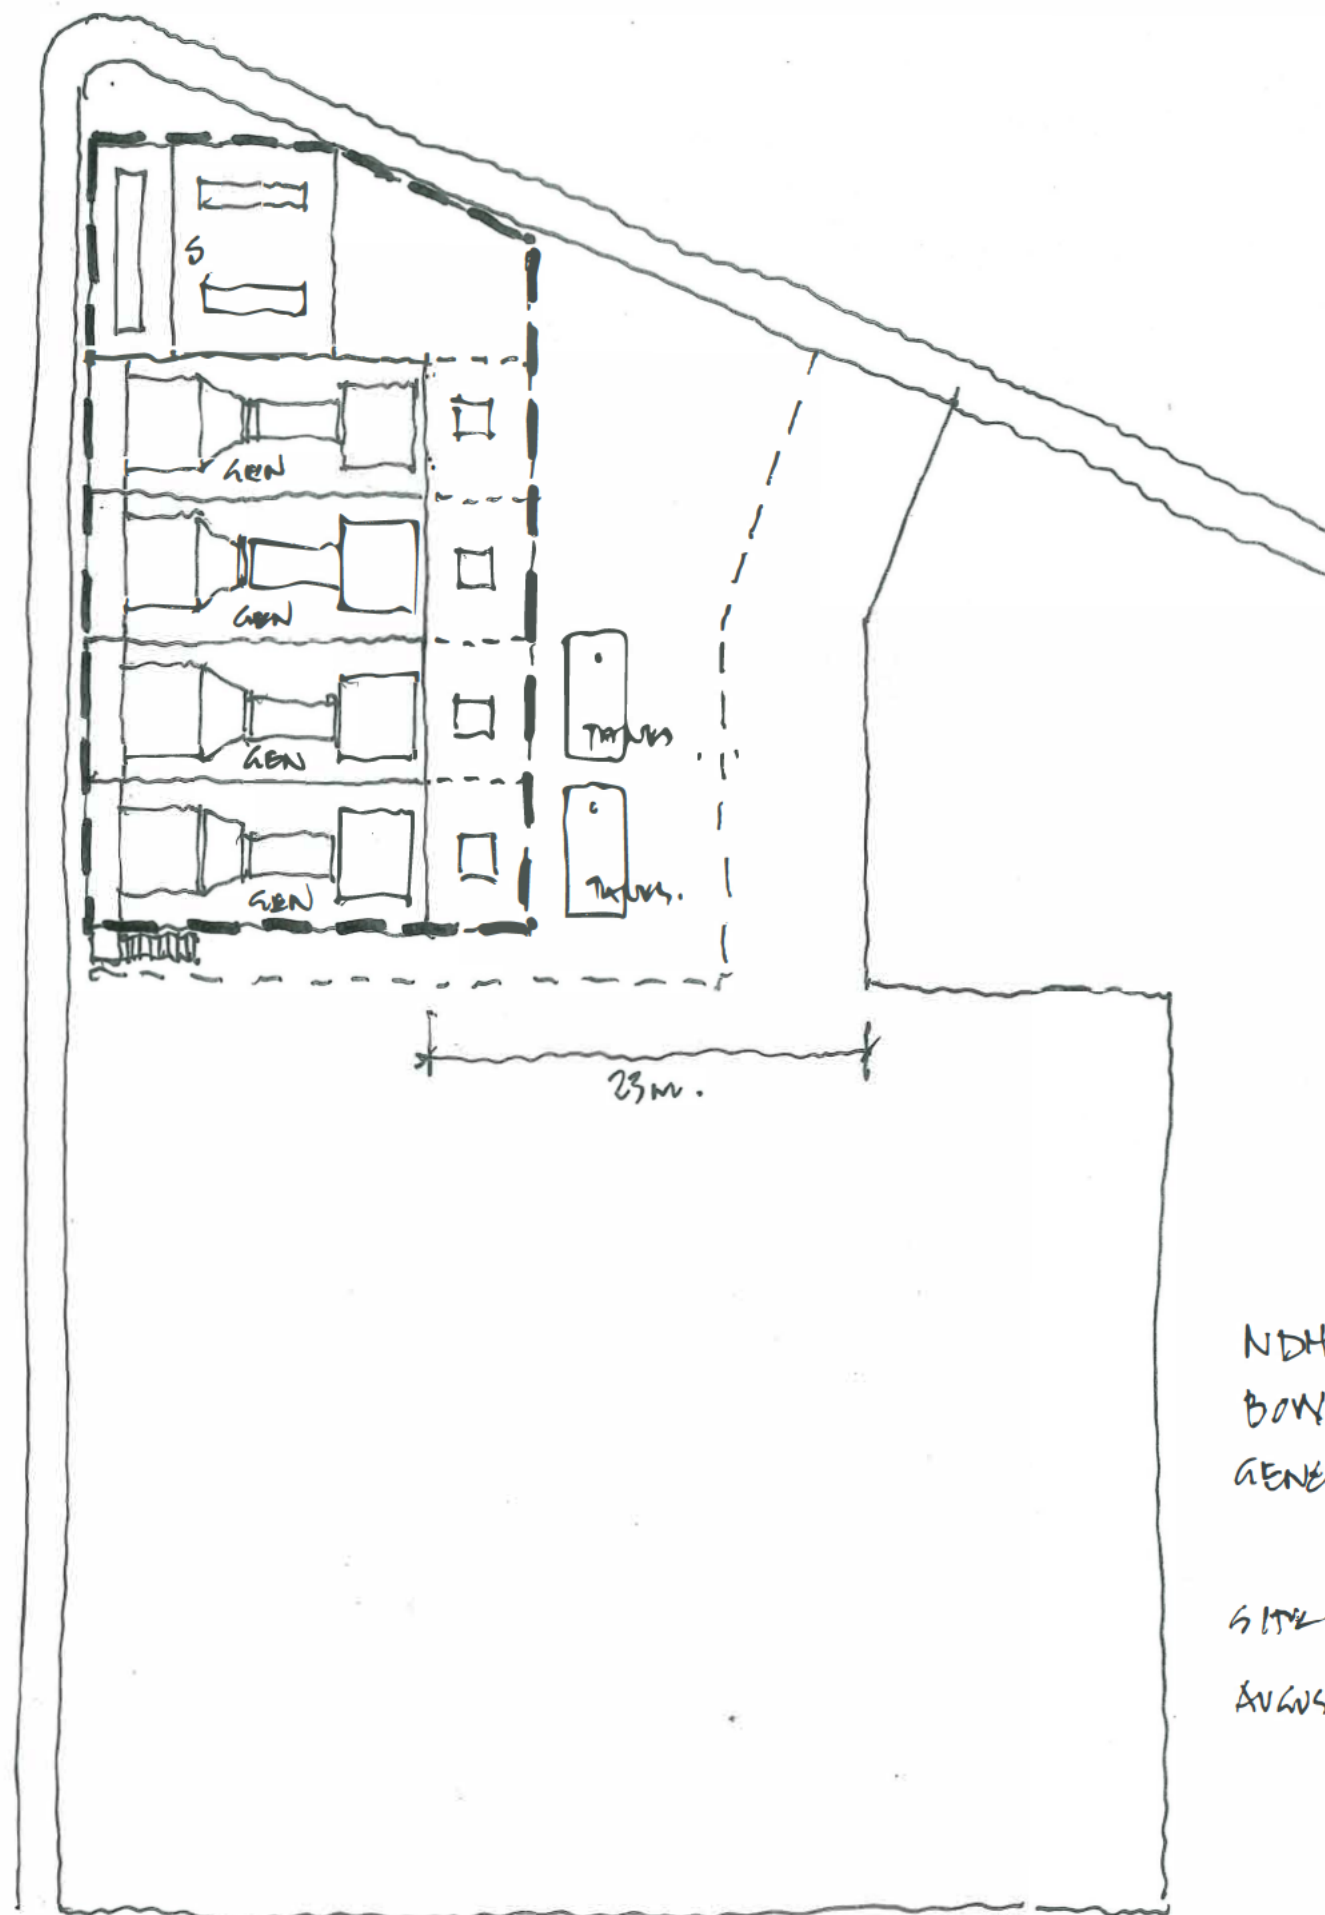 S
GEN
GEN
GEN
TANKS
GEN
TANKS.
23m.
NDH
BOW
GENE
SITE
AUGUS